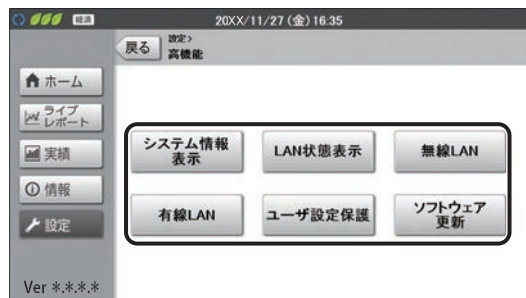 経済
20XX/11/27(金)16:35
戻る
設定>
高機能
ホーム
ライブ
レポート
実績
情報
設定
システム情報
表示
LAN状態表示
無線LAN
有線LAN
ユーザ設定保護
ソフトウェア
更新
Ver *.*.*.*